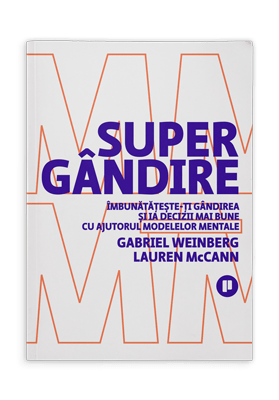 SUPER
GÂNDIRE
ÎMBUNĂTĂȚEȘTE-ȚI GÂNDIREA
ȘI IA DECIZII MAI BUNE
CU AJUTORUL MODELELOR MENTALE
GABRIEL WEINBERG
LAUREN McCANN